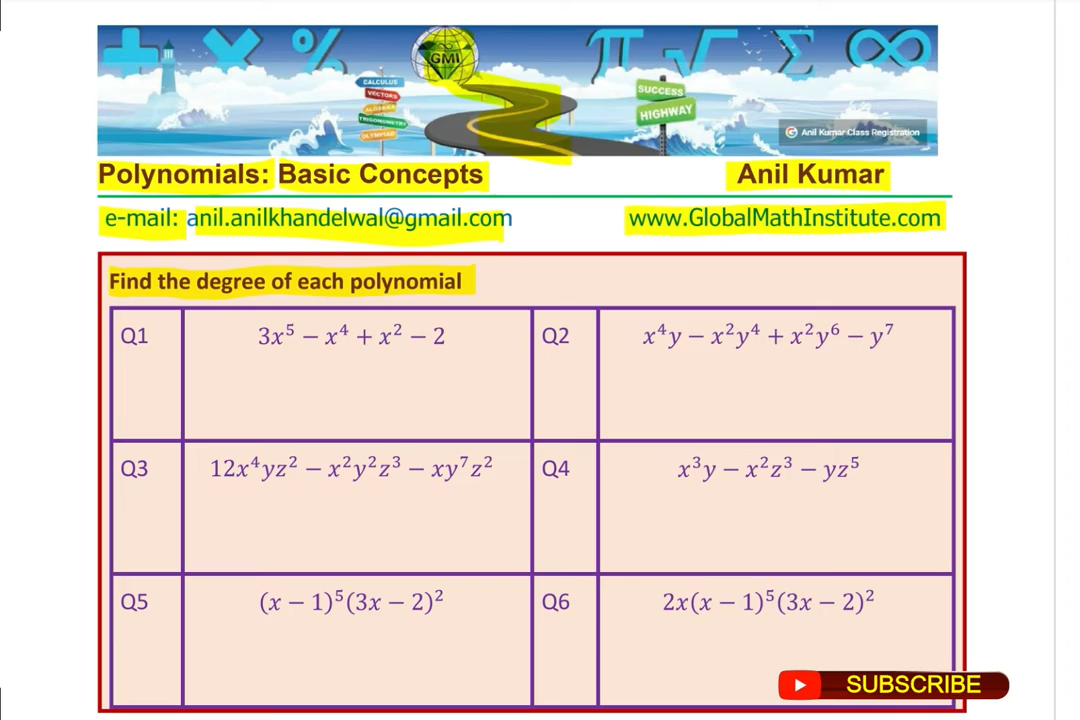 GMI
CALCULUS
VECTORS
ALGEBRA
TRIGONOMETRY
OLYMPIAD
SUCCESS
HIGHWAY
Anil Kumar Class Registration
Polynomials: Basic Concepts Anil Kumar
e-mail: anil.anilkhandelwal@gmail.com www.GlobalMathInstitute.com
Find the degree of each polynomial
Q1 3x⁵ − x⁴ + x² − 2 Q2 x⁴y − x²y⁴ + x²y⁶ − y⁷
Q3 12x⁴yz² − x²y²z³ − xy⁷z² Q4 x³y − x²z³ − yz⁵
Q5 (x − 1)⁵(3x − 2)² Q6 2x(x − 1)⁵(3x − 2)²
SUBSCRIBE